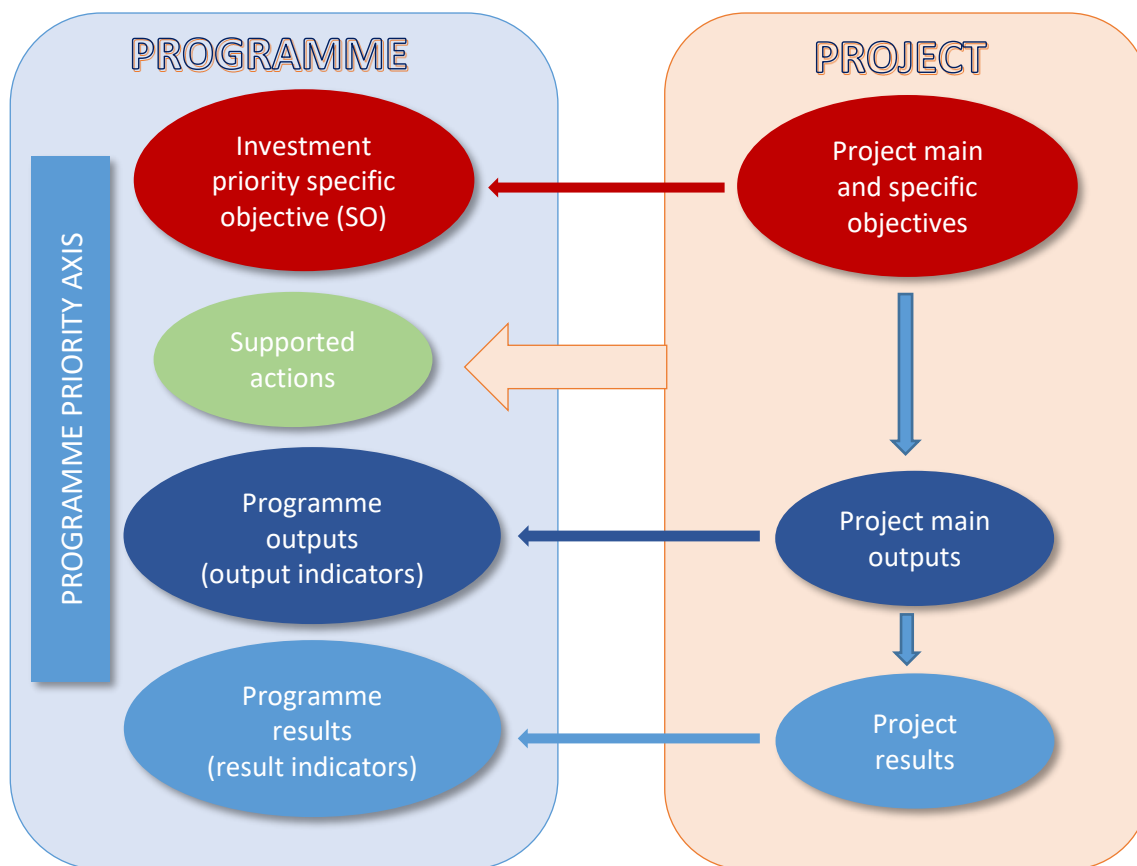 PROGRAMME
PROJECT
PROGRAMME PRIORITY AXIS
Investment
priority specific
objective (SO)
Project main
and specific
objectives
Supported
actions
Programme
outputs
(output indicators)
Project main
outputs
Programme
results
(result indicators)
Project
results